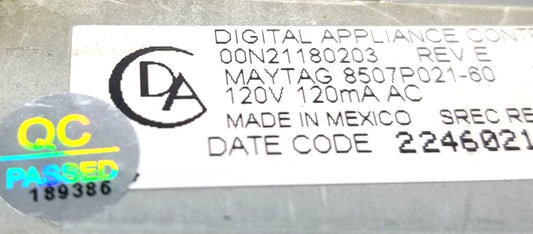 DIGITAL APPLIANCE CONT
00N21180203 REV E
MAYTAG 8507P021-60
120V 120mA AC
MADE IN MEXICO SREC RE
DATE CODE 2246021
CDA
QC
PASSED
189386